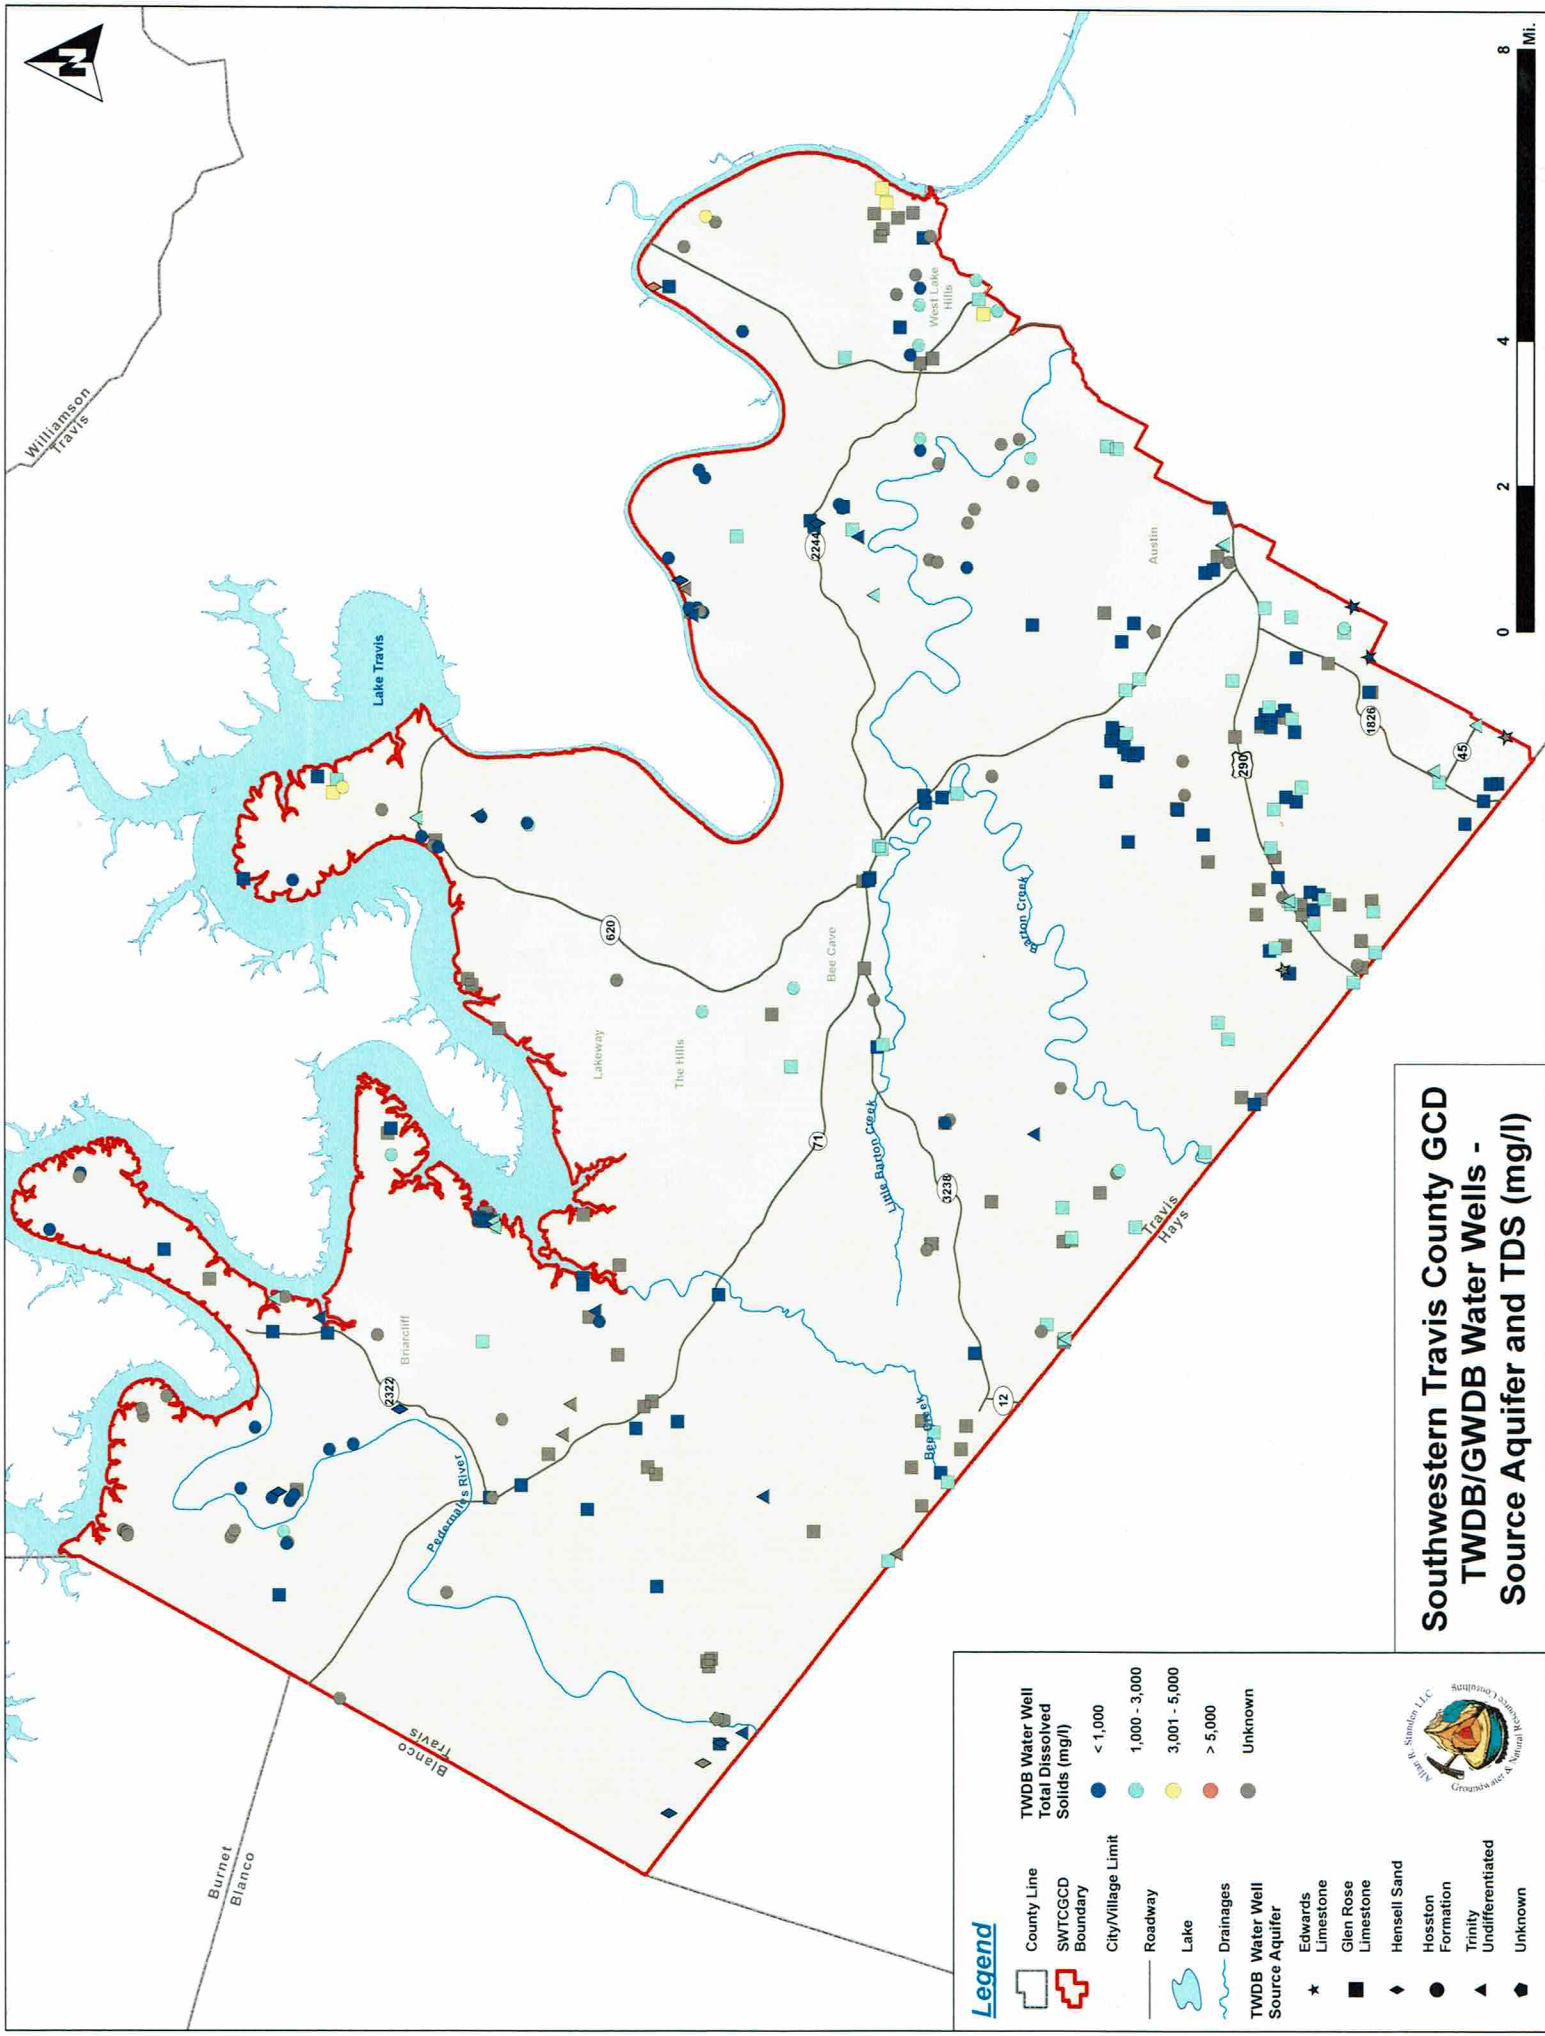 N
Williamson
Travis
Lake Travis
Burnet
Blanco
Blanco
Travis
Pedernales River
2322
Briarcliff
Lakeway
The Hills
620
Bee Cave
71
Little Barton Creek
3238
Bee Creek
12
Travis
Hays
Barton Creek
2244
West Lake
Hills
Austin
290
1826
45
0
2
4
8
Mi.
Southwestern Travis County GCD
TWDB/GWDB Water Wells -
Source Aquifer and TDS (mg/l)
Legend
County Line
SWTCGCD
Boundary
City/Village Limit
Roadway
Lake
Drainages
TWDB Water Well
Source Aquifer
Edwards
Limestone
Glen Rose
Limestone
Hensell Sand
Hosston
Formation
Trinity
Undifferentiated
Unknown
TWDB Water Well
Total Dissolved
Solids (mg/l)
< 1,000
1,000 - 3,000
3,001 - 5,000
> 5,000
Unknown
Allan R. Standen LLC
Groundwater & Natural Resource Consulting